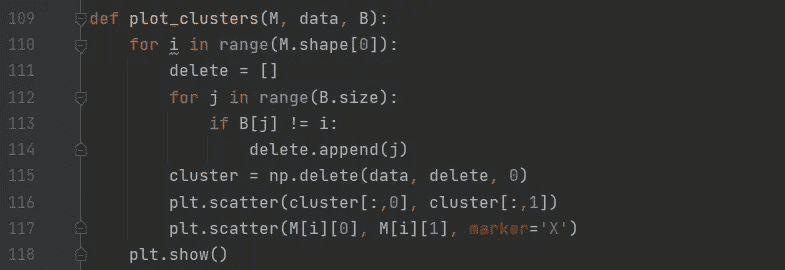 109 def plot_clusters(M, data, B):
110     for i in range(M.shape[0]):
111         delete = []
112         for j in range(B.size):
113             if B[j] != i:
114                 delete.append(j)
115         cluster = np.delete(data, delete, 0)
116         plt.scatter(cluster[:,0], cluster[:,1])
117         plt.scatter(M[i][0], M[i][1], marker='X')
118     plt.show()